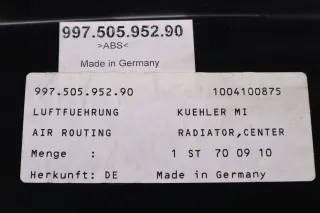 997.505.952.90
>ABS<
Made in Germany
997.505.952.90 1004100875
LUFTFUEHRUNG KUEHLER MI
AIR ROUTING RADIATOR,CENTER
Menge : 1 ST 70 09 10
Herkunft: DE Made in Germany